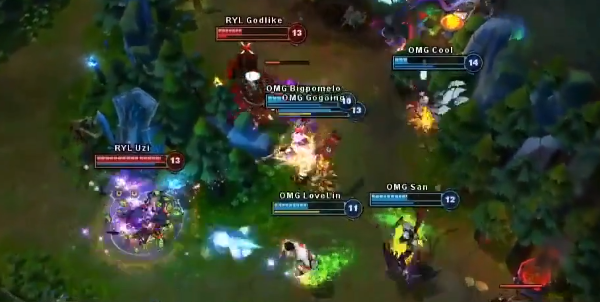 RYL Godlike
13
OMG Cool
14
OMG Bigpomelo
OMG Gogoing
13
RYL Uzi
13
OMG LoveLin
11
OMG San
12